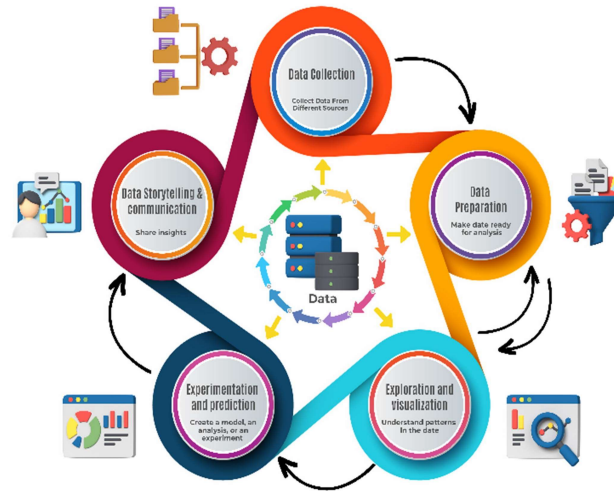 Data Collection
Collect Data From
Different Sources
Data Storytelling &
communication
Share insights
Data
Preparation
Make date ready
for analysis
Data
Experimentation
and prediction
Create a model, an
analysis, or an
experiment
Exploration and
visualization
Understand patterns
in the date